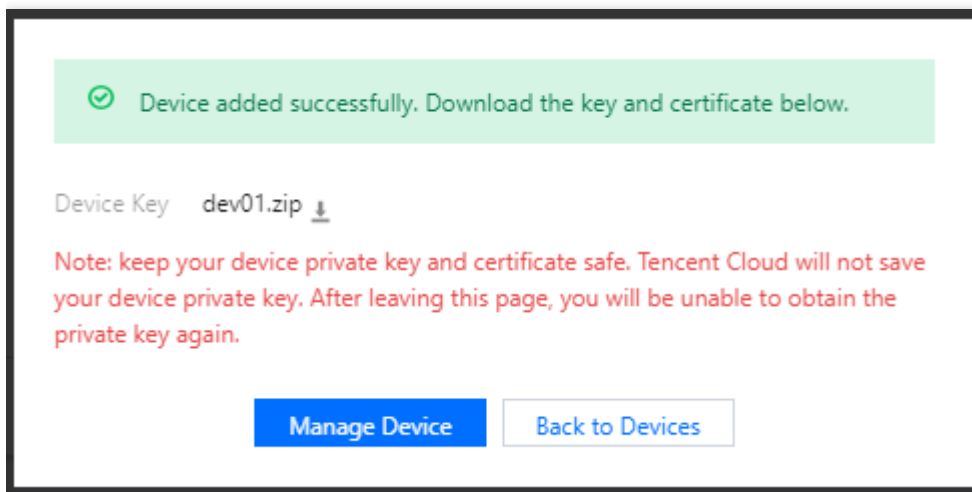 Device added successfully. Download the key and certificate below.
Device Key dev01.zip
Note: keep your device private key and certificate safe. Tencent Cloud will not save
your device private key. After leaving this page, you will be unable to obtain the
private key again.
Manage Device Back to Devices